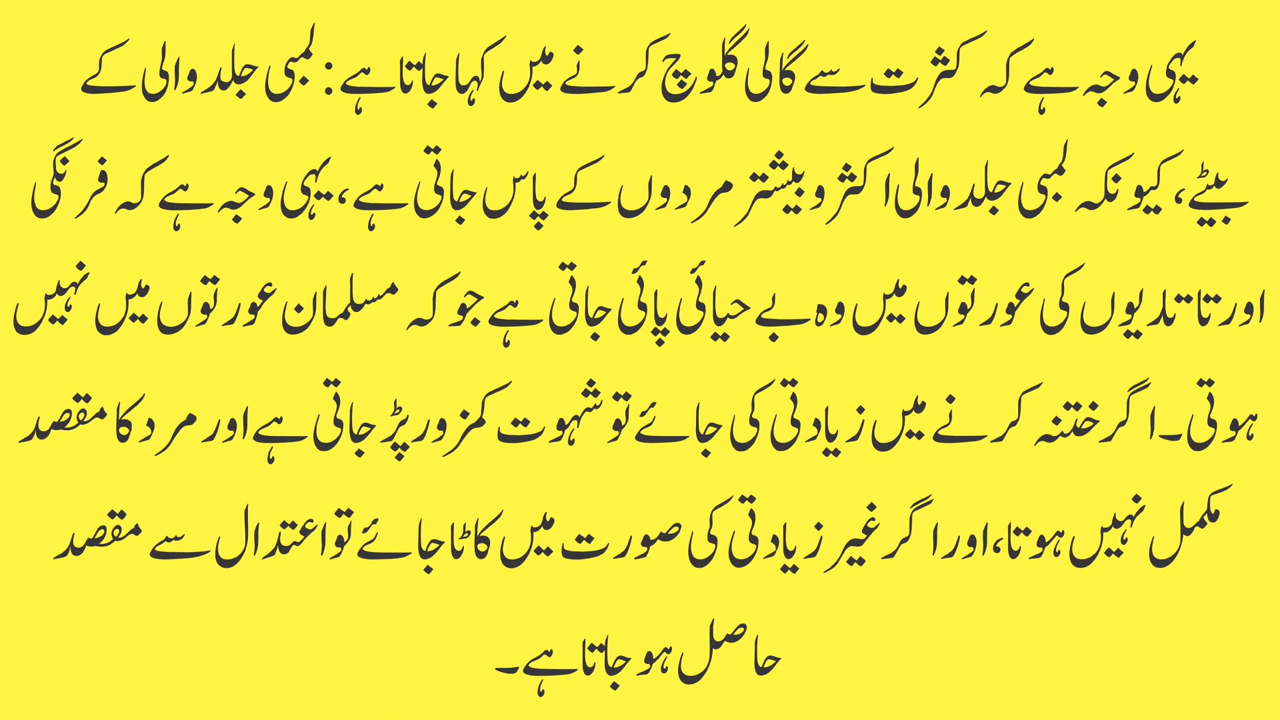 یہی وجہ ہے کہ کثرت سے گالی گلوچ کرنے میں کہا جاتا ہے: لمبی جلد والی کے
بیٹے، کیونکہ لمبی جلد والی اکثر و بیشتر مردوں کے پاس جاتی ہے، یہی وجہ ہے کہ فرنگی
اور تاتدیوں کی عورتوں میں وہ بے حیائی پائی جاتی ہے جو کہ مسلمان عورتوں میں نہیں
ہوتی۔ اگر ختنہ کرنے میں زیادتی کی جائے تو شہوت کمزور پڑ جاتی ہے اور مرد کا مقصد
مکمل نہیں ہوتا، اور اگر غیر زیادتی کی صورت میں کاٹا جائے تو اعتدال سے مقصد
حاصل ہو جاتا ہے۔